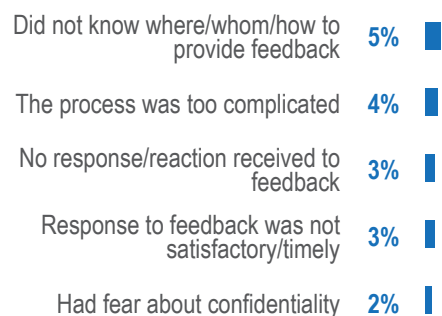 Did not know where/whom/how to
provide feedback 5%
The process was too complicated 4%
No response/reaction received to
feedback 3%
Response to feedback was not
satisfactory/timely 3%
Had fear about confidentiality 2%